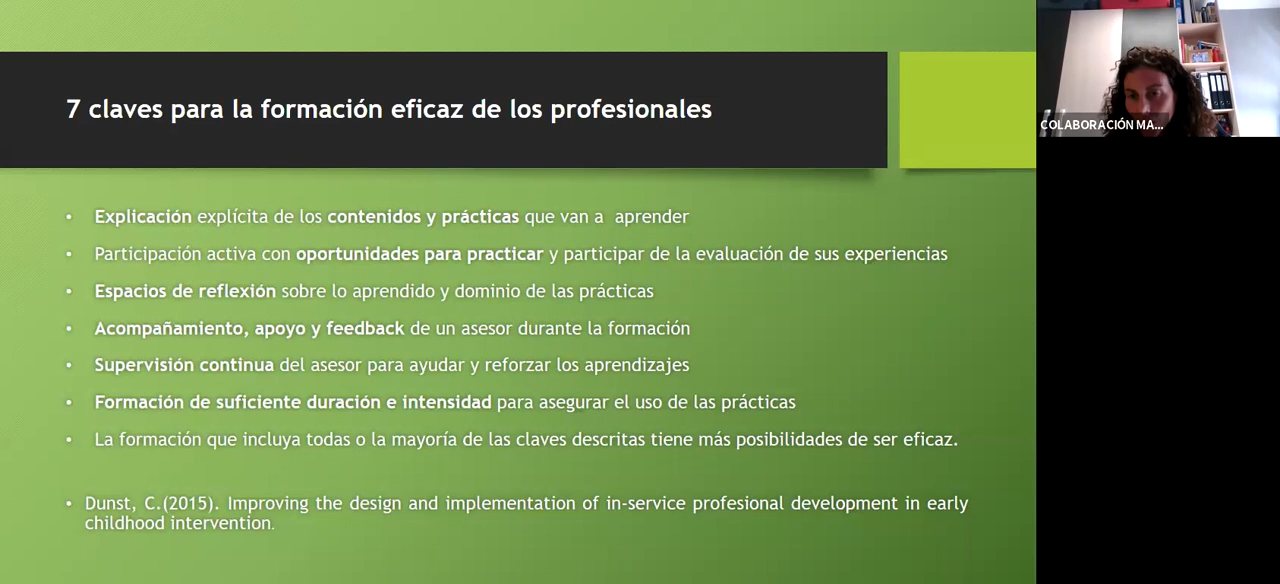 7 claves para la formación eficaz de los profesionales
COLABORACIÓN MA...
• Explicación explícita de los contenidos y prácticas que van a aprender
• Participación activa con oportunidades para practicar y participar de la evaluación de sus experiencias
• Espacios de reflexión sobre lo aprendido y dominio de las prácticas
• Acompañamiento, apoyo y feedback de un asesor durante la formación
• Supervisión continua del asesor para ayudar y reforzar los aprendizajes
• Formación de suficiente duración e intensidad para asegurar el uso de las prácticas
• La formación que incluya todas o la mayoría de las claves descritas tiene más posibilidades de ser eficaz.
• Dunst, C.(2015). Improving the design and implementation of in-service profesional development in early
childhood intervention.